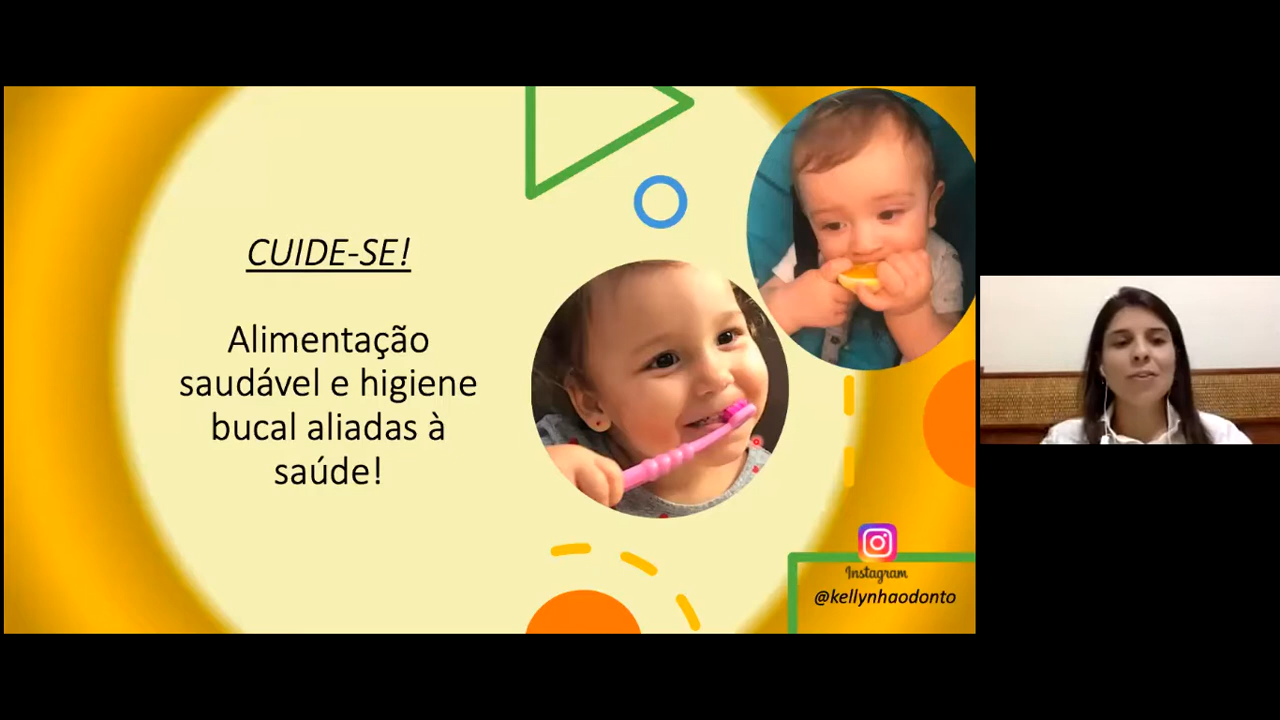 CUIDE-SE!
Alimentação
saudável e higiene
bucal aliadas à
saúde!
Instagram
@kellynhaodonto